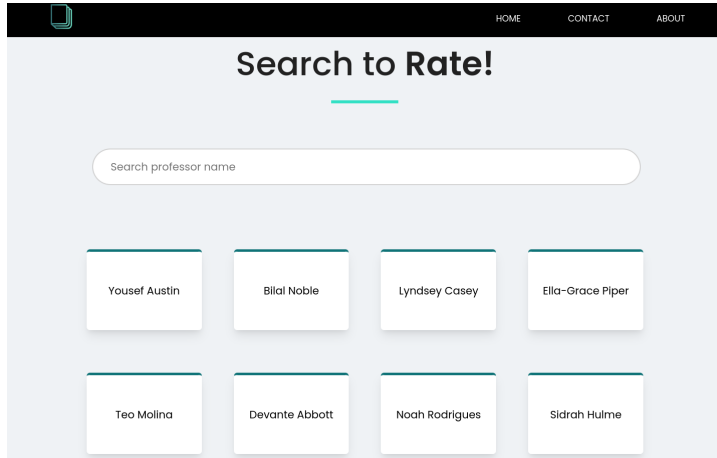 HOME CONTACT ABOUT
Search to Rate!
Search professor name
Yousef Austin Bilal Noble Lyndsey Casey Ella-Grace Piper
Teo Molina Devante Abbott Noah Rodrigues Sidrah Hulme